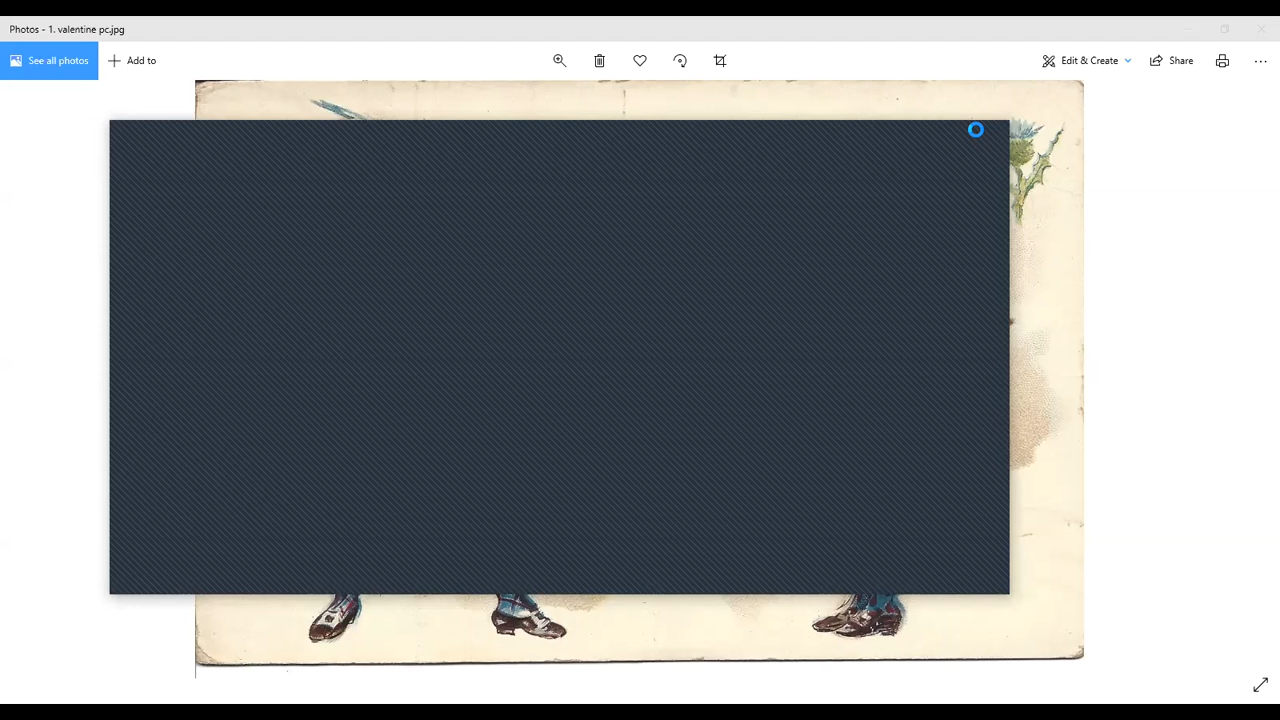 Photos - 1. valentine pc.jpg
See all photos
Add to
Edit & Create
Share